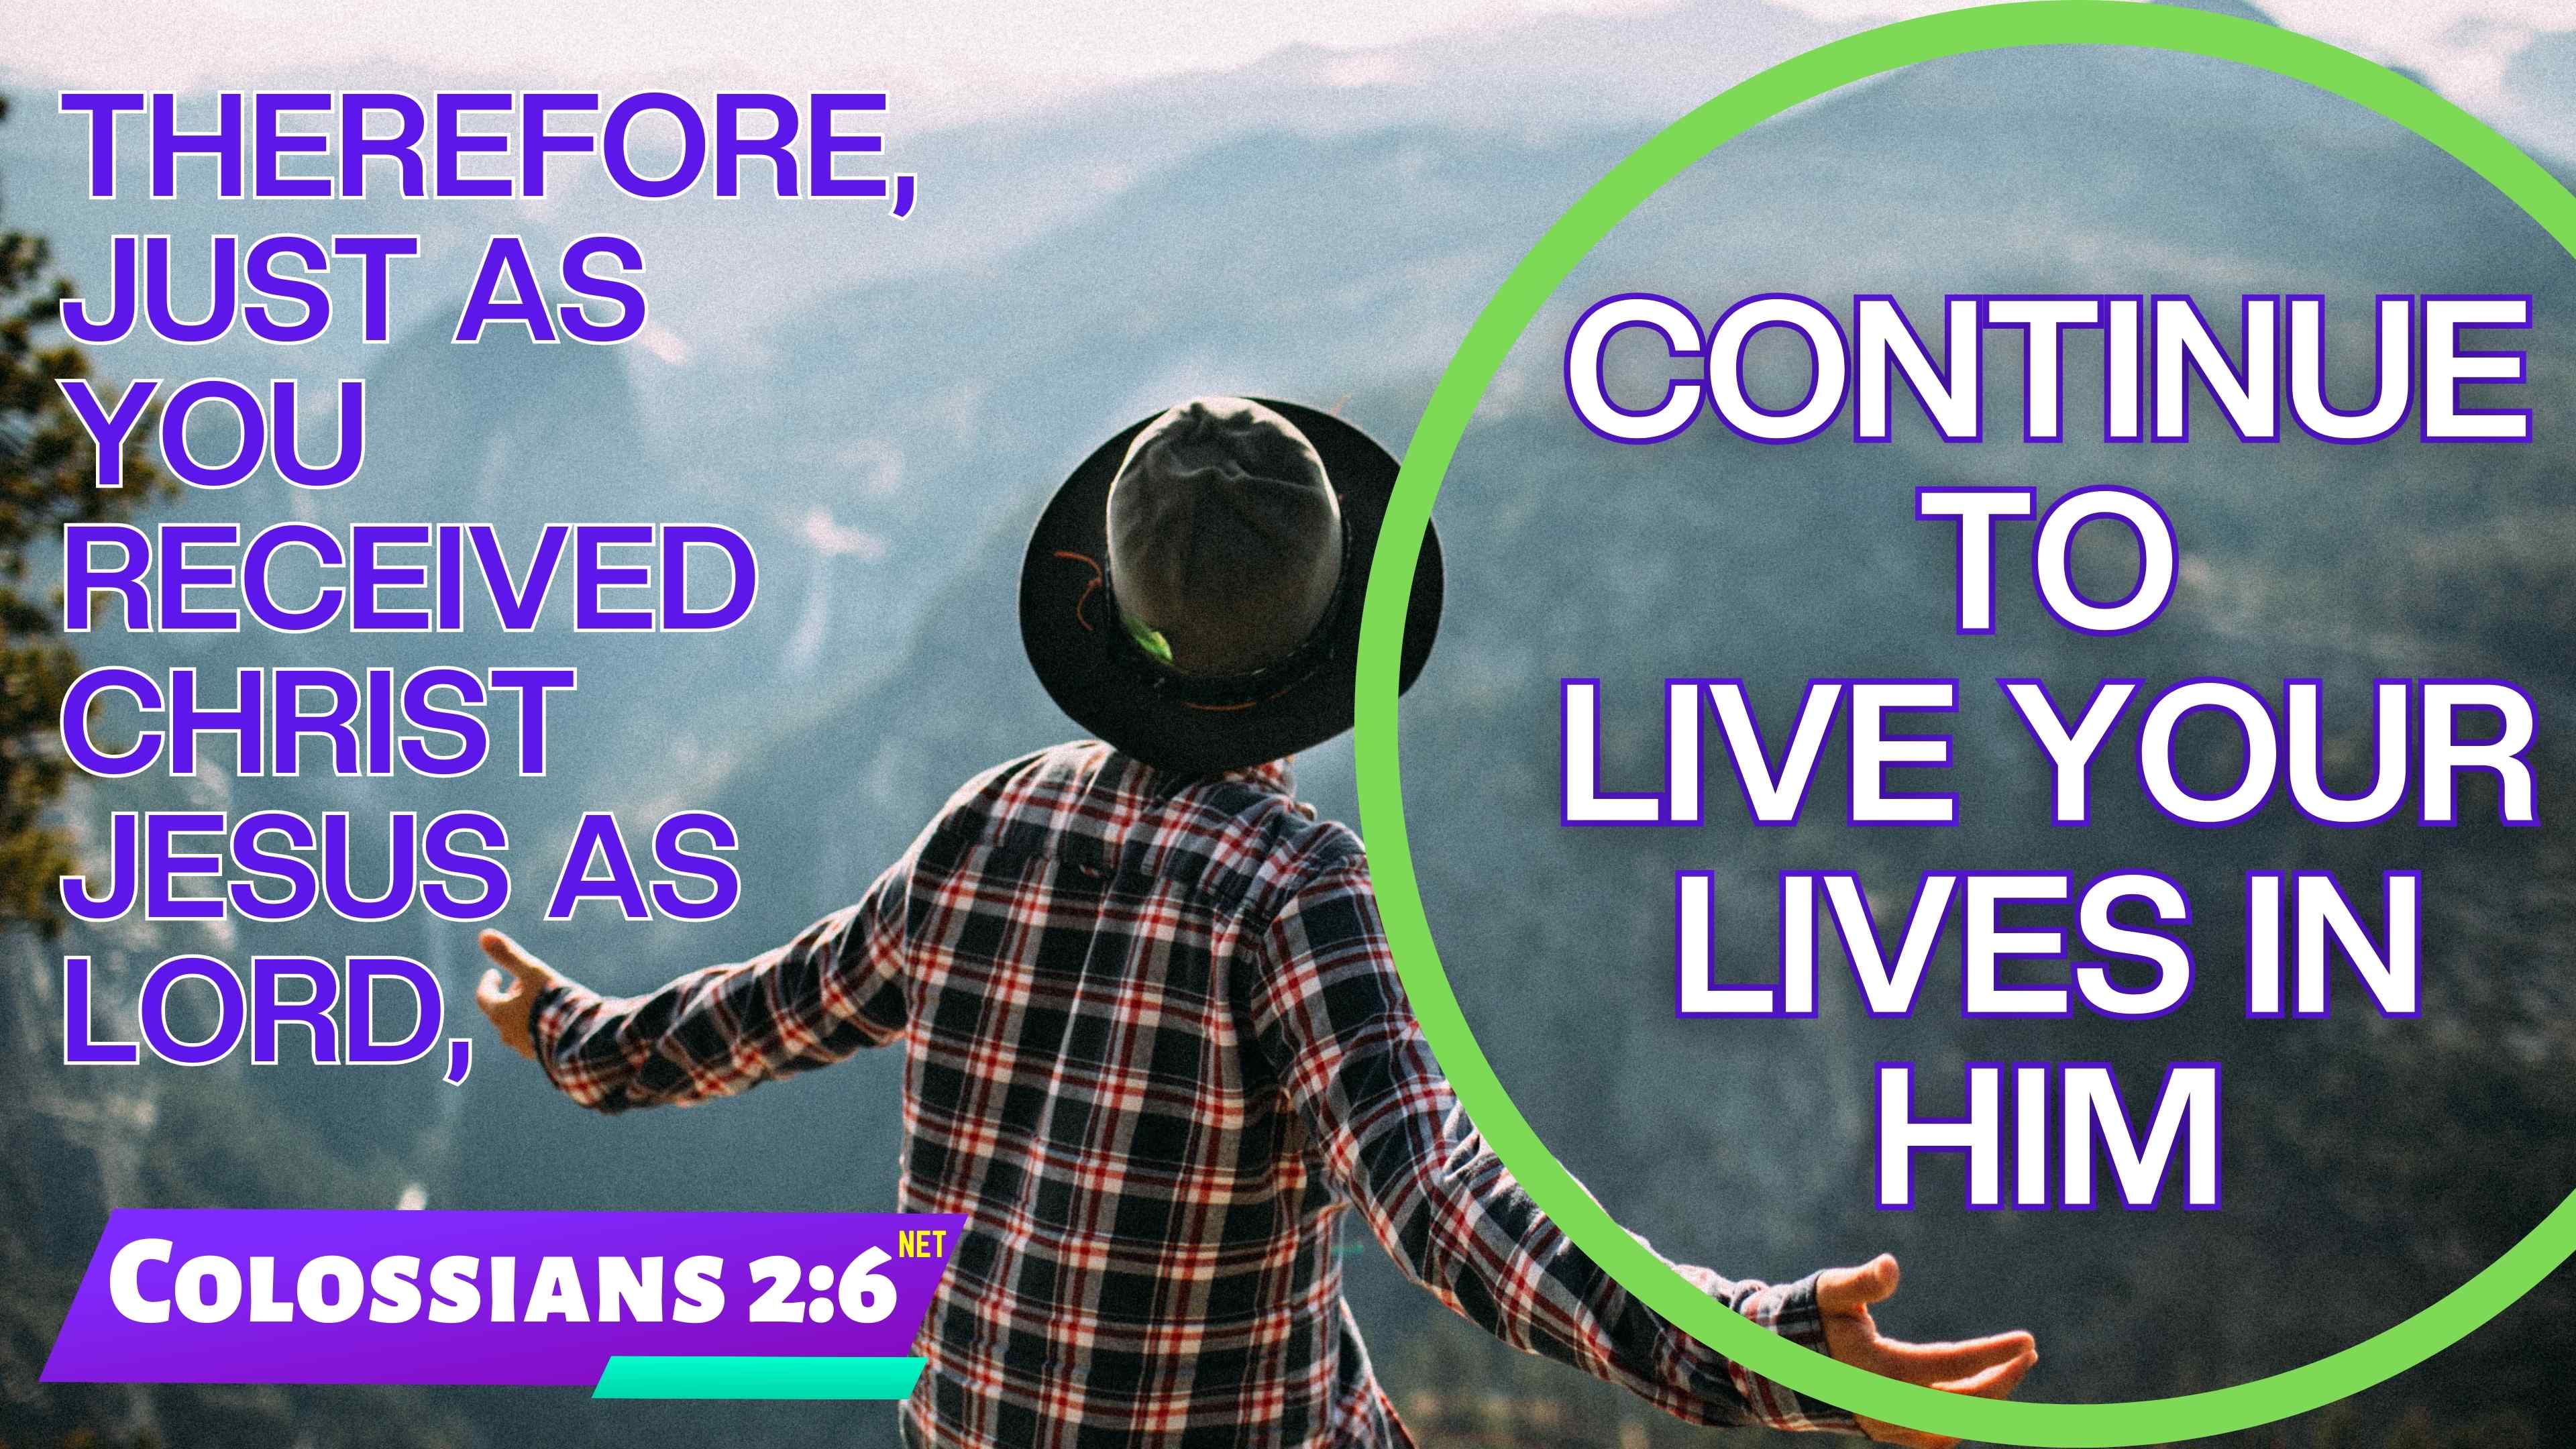 THEREFORE,
JUST AS
YOU
RECEIVED
CHRIST
JESUS AS
LORD,
CONTINUE
TO
LIVE YOUR
LIVES IN
HIM
COLOSSIANS 2:6 NET